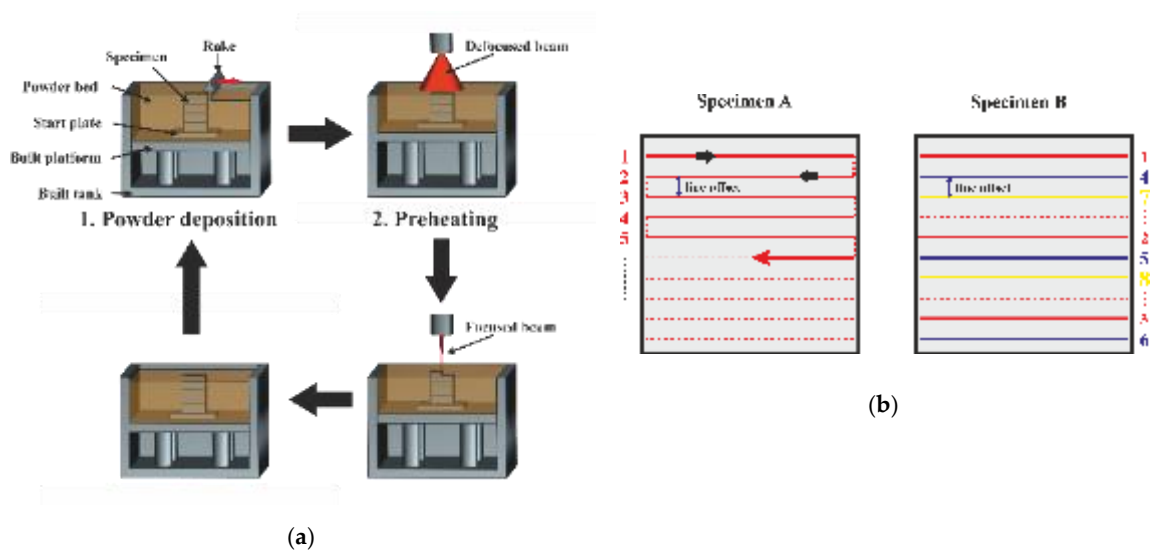 Rake
Specimen
Defocused beam
Powder bed
Start plate
Built platform
Built tank
1. Powder deposition
2. Preheating
Focused beam
(a)
Specimen A
Specimen B
1
2
3
4
5
line offset
line offset
1
4
7
2
5
8
3
6
(b)